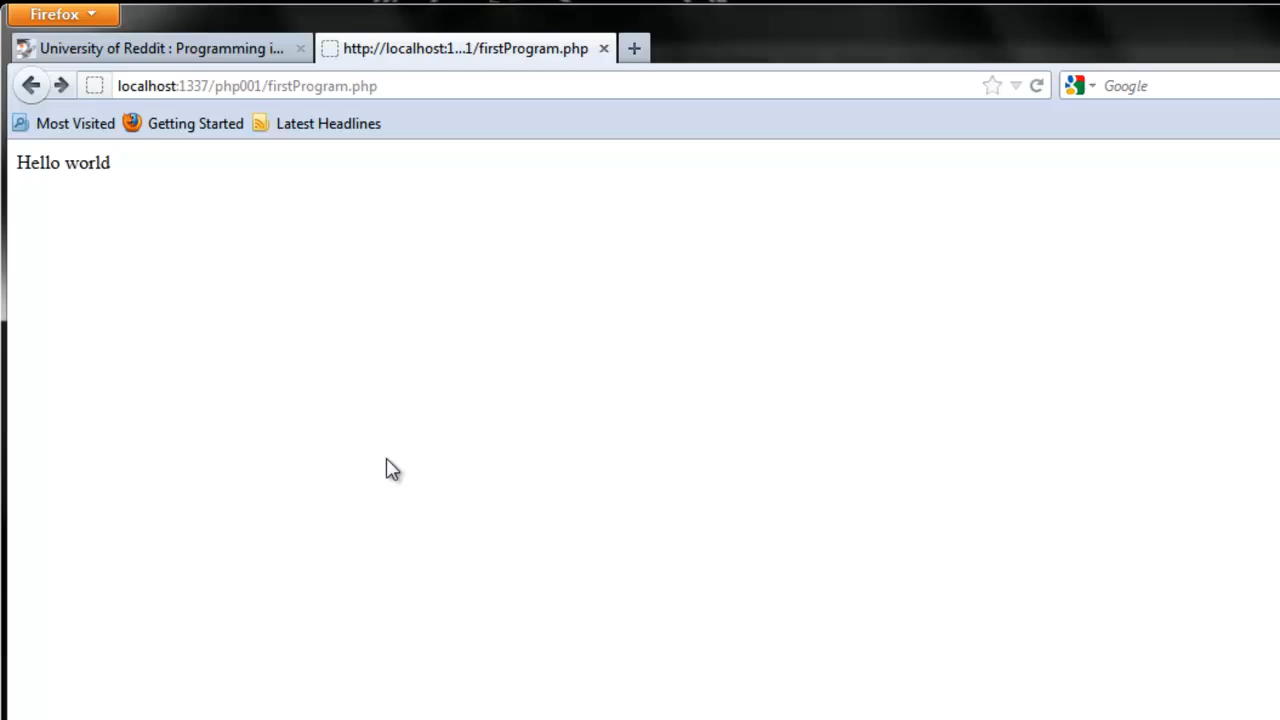 Firefox
University of Reddit : Programming i...
http://localhost:1...1/firstProgram.php
localhost:1337/php001/firstProgram.php
Google
Most Visited
Getting Started
Latest Headlines
Hello world